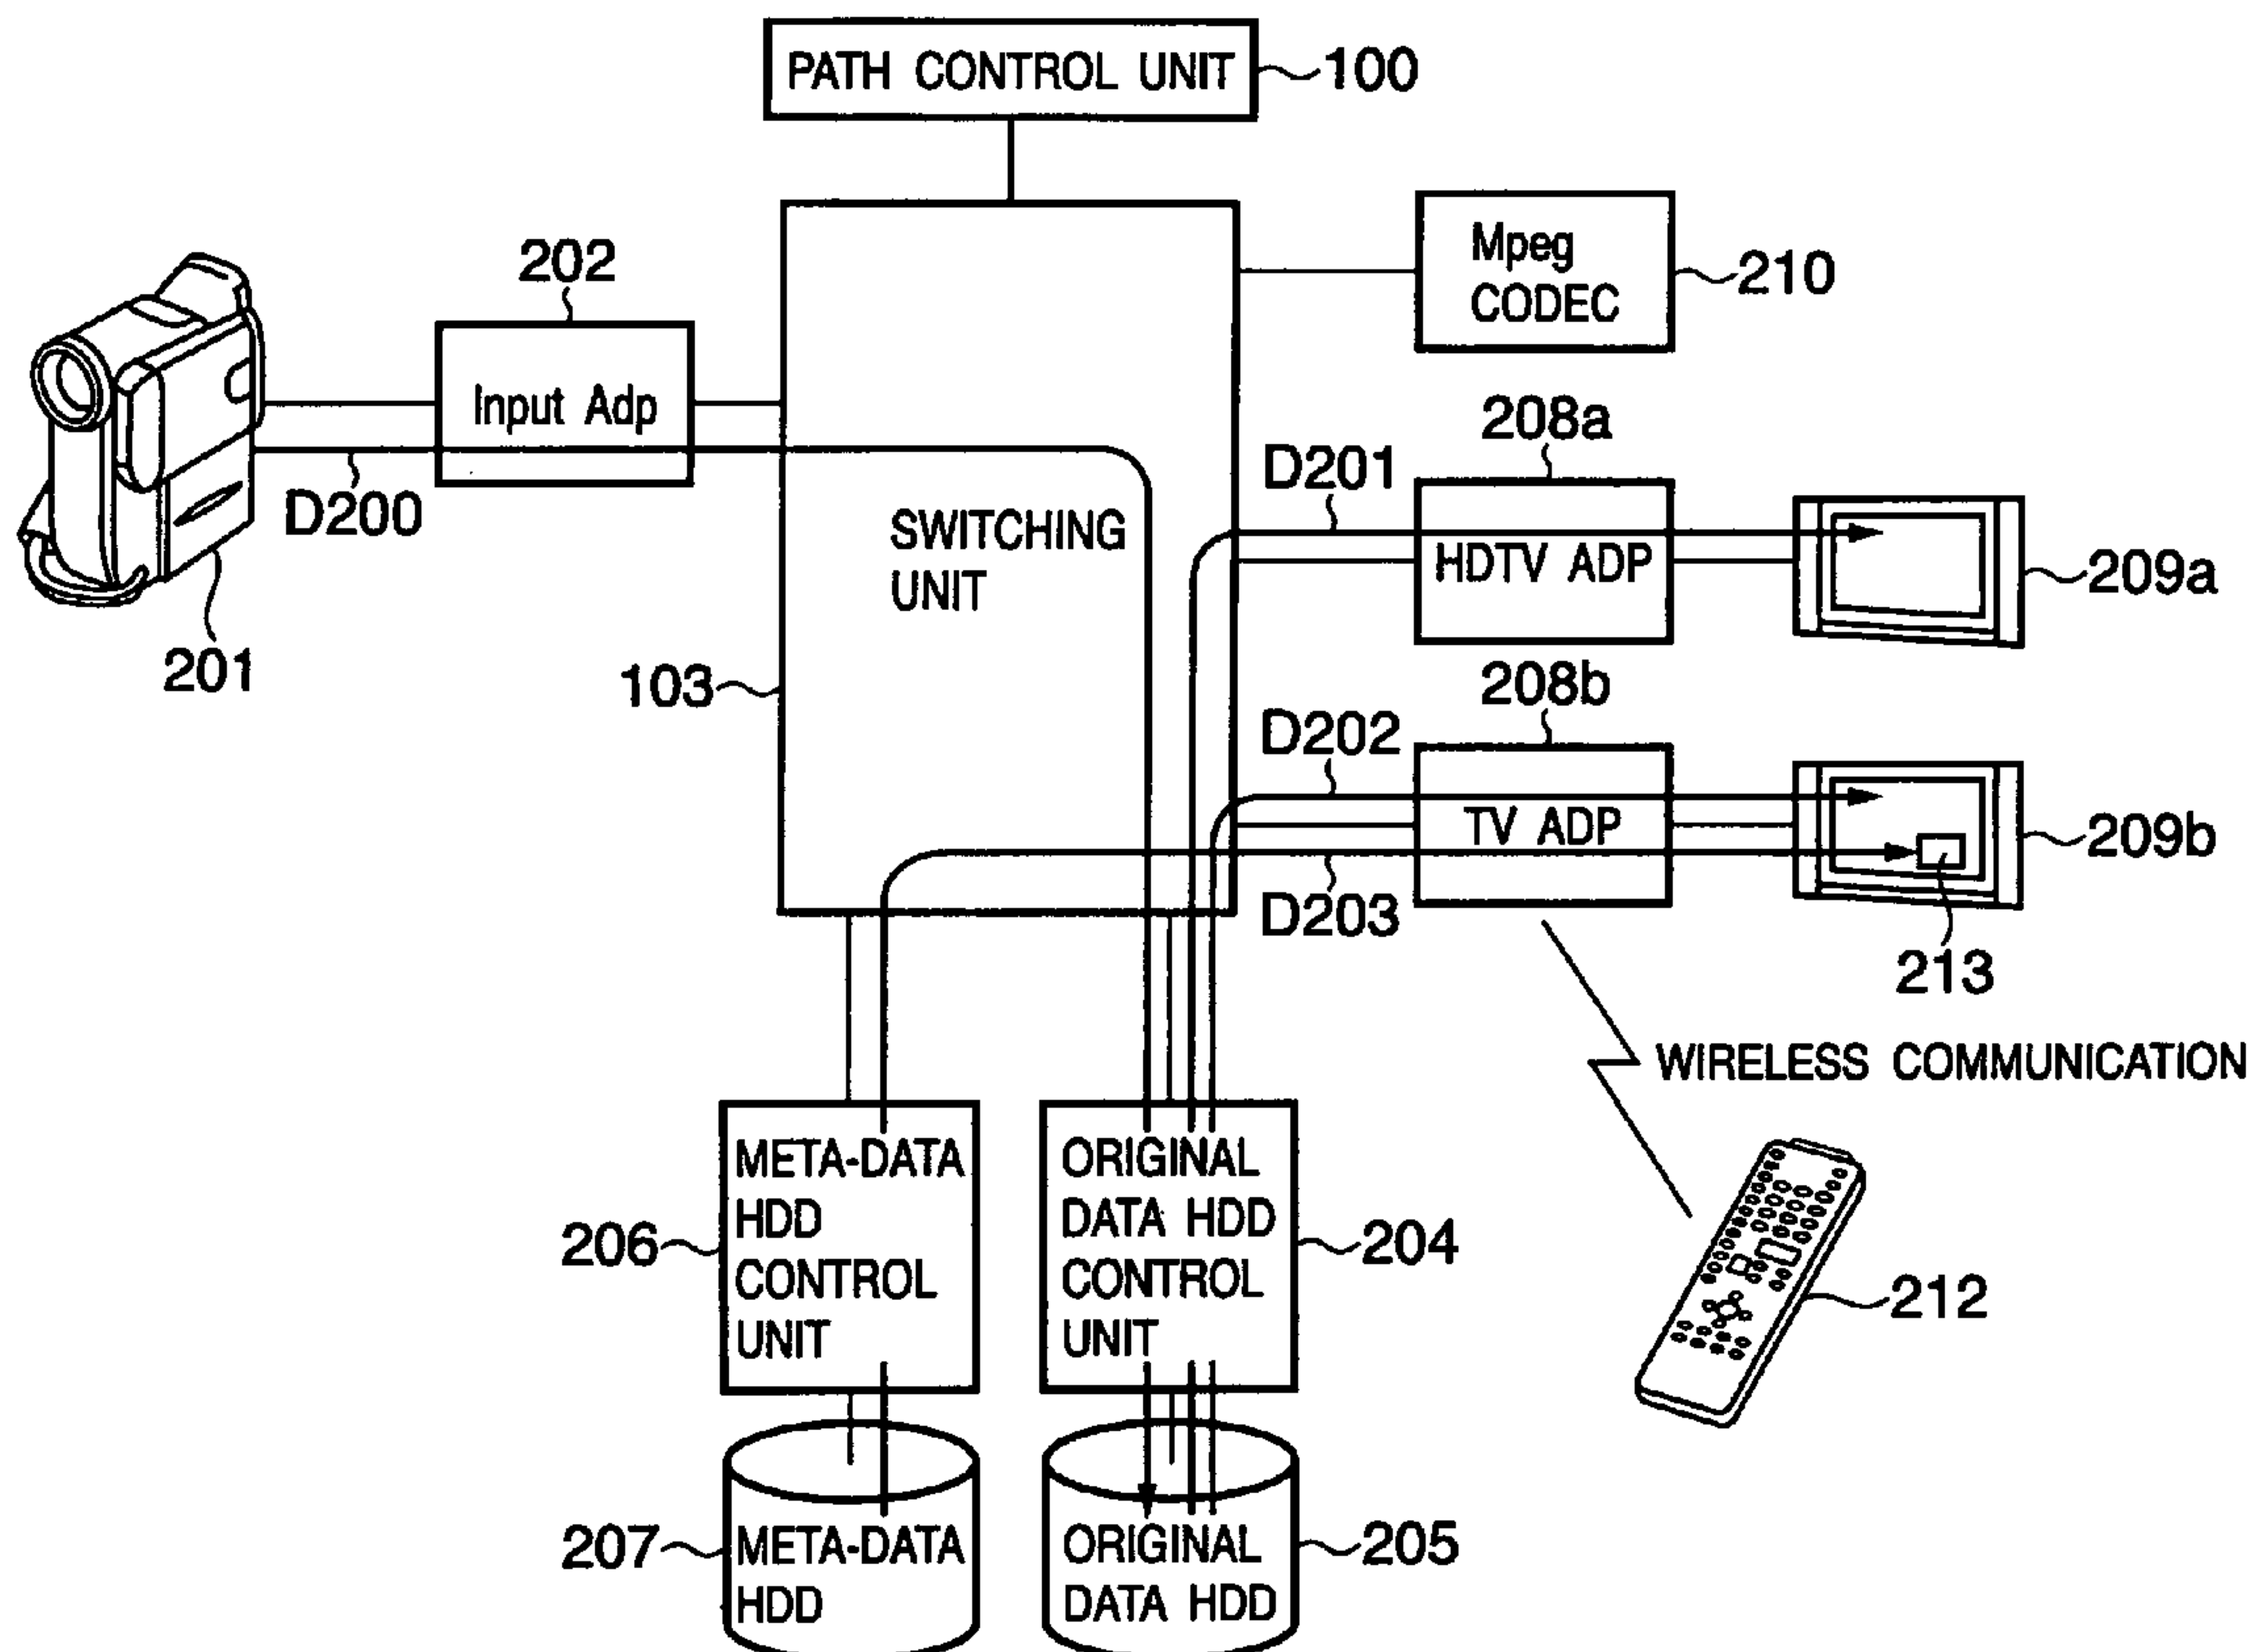 PATH CONTROL UNIT
100
Mpeg
CODEC
210
202
Input Adp
D200
201
SWITCHING
UNIT
103
208a
D201
HDTV ADP
209a
208b
D202
TV ADP
209b
D203
213
WIRELESS COMMUNICATION
META-DATA
HDD
CONTROL
UNIT
206
ORIGINAL
DATA HDD
CONTROL
UNIT
204
212
207
META-DATA
HDD
ORIGINAL
DATA HDD
205